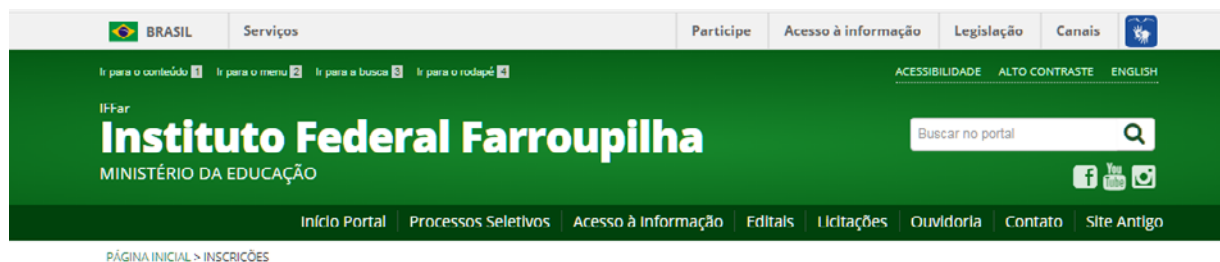 BRASIL Serviços Participe Acesso à informação Legislação Canais
Ir para o conteúdo 1 Ir para o menu 2 Ir para a busca 3 Ir para o rodapé 4 ACESSIBILIDADE ALTO CONTRASTE ENGLISH
IFFar
Instituto Federal Farroupilha
Buscar no portal
MINISTÉRIO DA EDUCAÇÃO
You Tube
Início Portal Processos Seletivos Acesso à Informação Editais Licitações Ouvidoria Contato Site Antigo
PÁGINA INICIAL > INSCRIÇÕES